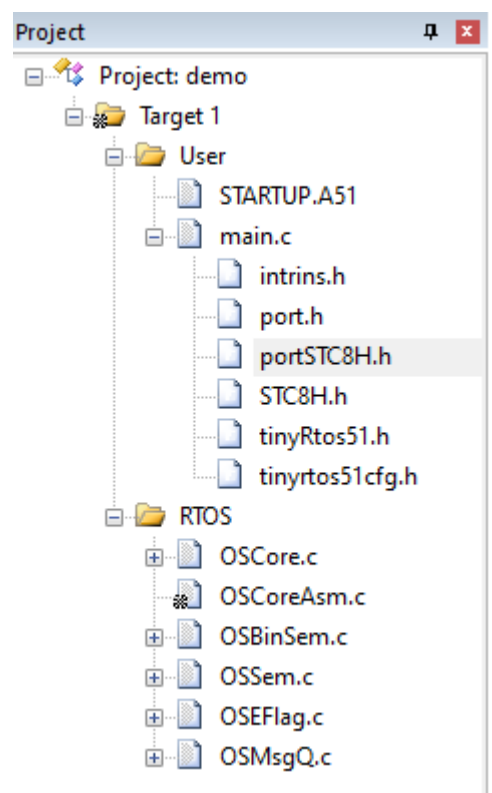 Project
Project: demo
Target 1
User
STARTUP.A51
main.c
intrins.h
port.h
portSTC8H.h
STC8H.h
tinyRtos51.h
tinyrtos51cfg.h
RTOS
OSCore.c
OSCoreAsm.c
OSBinSem.c
OSSem.c
OSEFlag.c
OSMsgQ.c